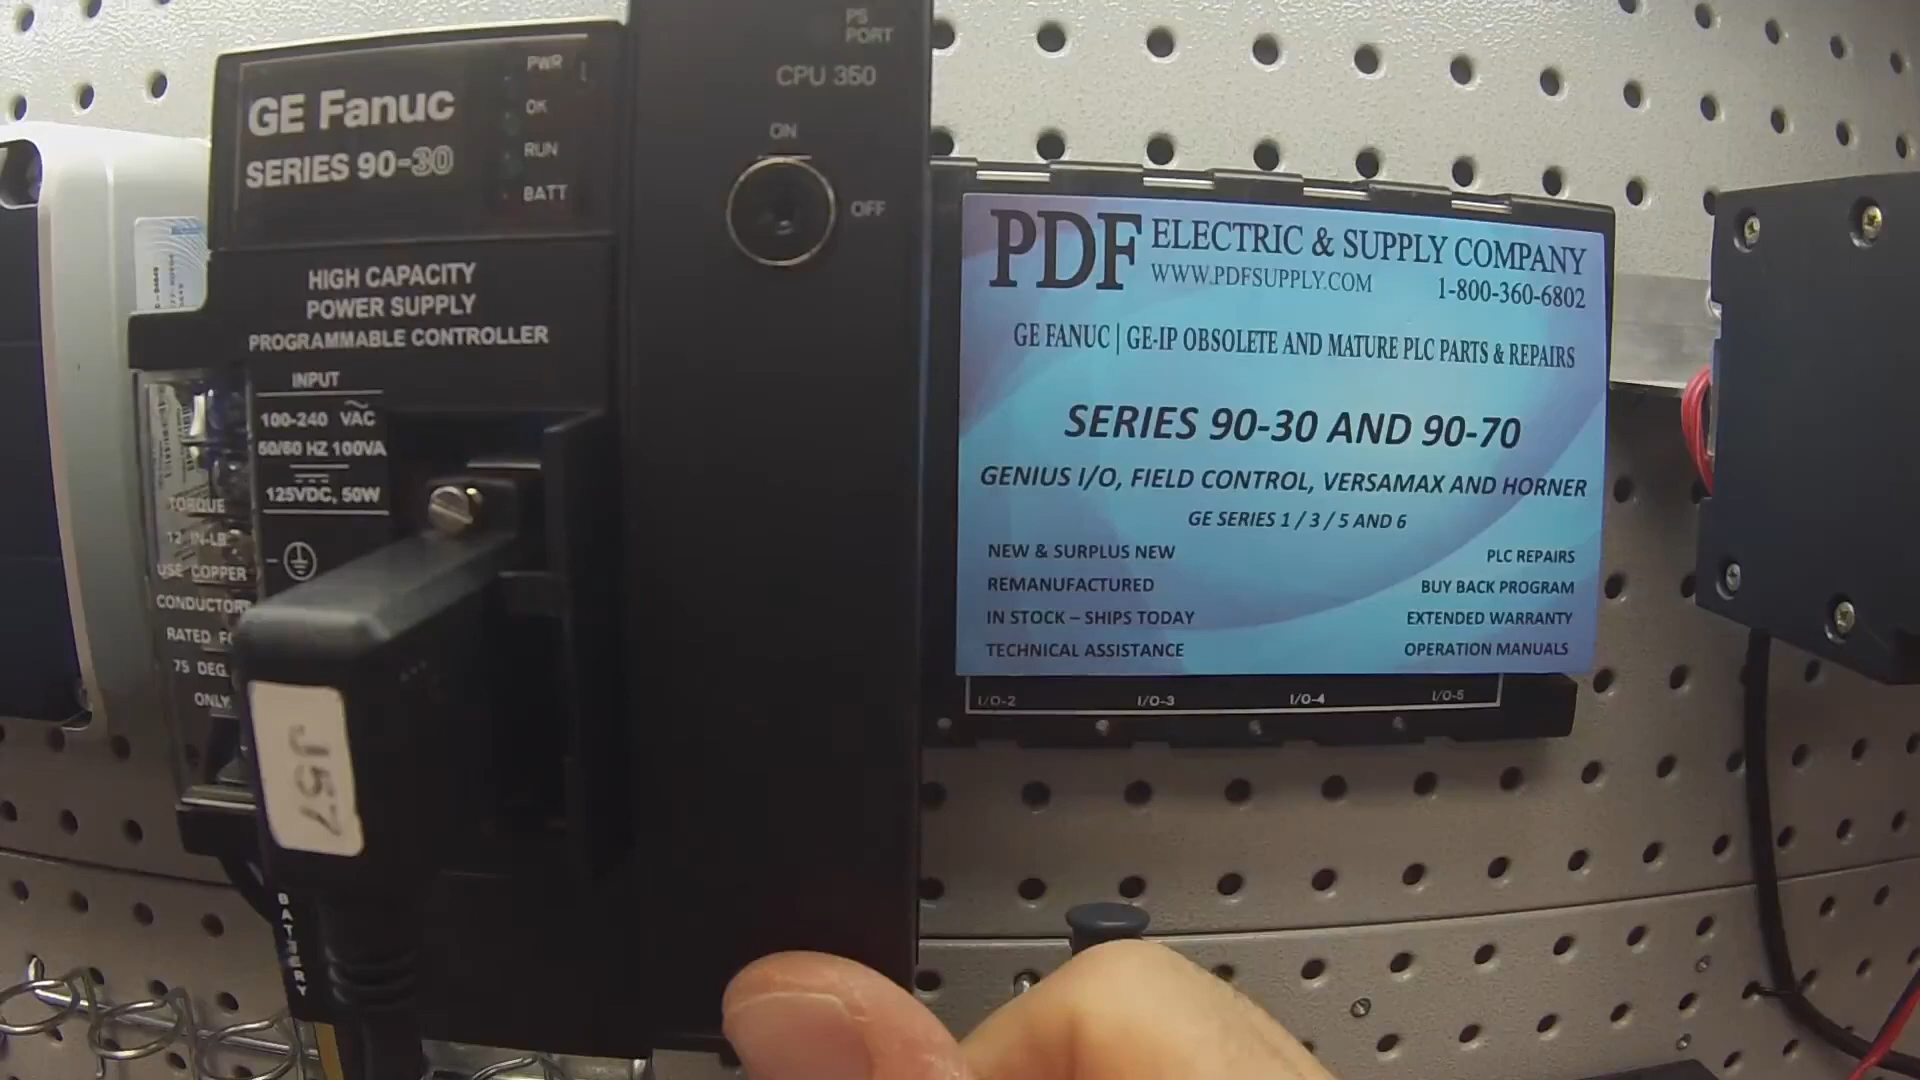 GE Fanuc
SERIES 90-30
PWR
OK
RUN
BATT
HIGH CAPACITY
POWER SUPPLY
PROGRAMMABLE CONTROLLER
INPUT
100-240 VAC
50/60 HZ 100VA
125VDC, 50W
TORQUE
12 IN-LB
USE COPPER
CONDUCTORS
RATED
75 DEG.
ONLY
J57
BATTERY
PS
PORT
CPU 350
ON
OFF
PDF ELECTRIC & SUPPLY COMPANY
WWW.PDFSUPPLY.COM 1-800-360-6802
GE FANUC | GE-IP OBSOLETE AND MATURE PLC PARTS & REPAIRS
SERIES 90-30 AND 90-70
GENIUS I/O, FIELD CONTROL, VERSAMAX AND HORNER
GE SERIES 1 / 3 / 5 AND 6
NEW & SURPLUS NEW
REMANUFACTURED
IN STOCK – SHIPS TODAY
TECHNICAL ASSISTANCE
PLC REPAIRS
BUY BACK PROGRAM
EXTENDED WARRANTY
OPERATION MANUALS
I/O-2 I/O-3 I/O-4 I/O-5